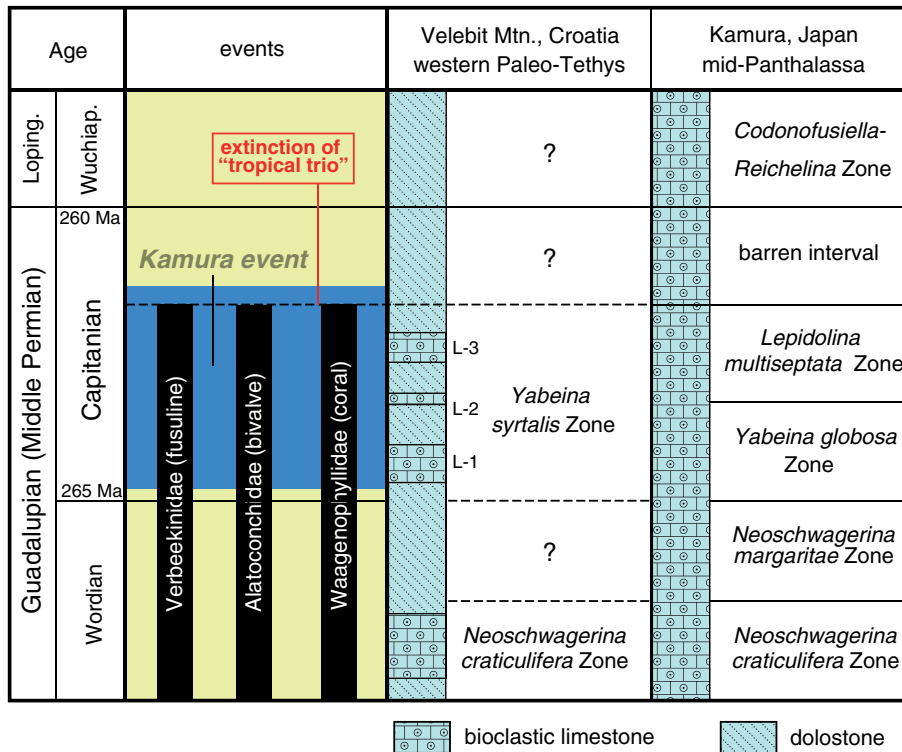 Age
events
Velebit Mtn., Croatia
western Paleo-Tethys
Kamura, Japan
mid-Panthalassa
Loping.
Wuchiap.
extinction of
“tropical trio”
?
Codonofusiella-
Reichelina Zone
Guadalupian (Middle Permian)
260 Ma
Capitanian
Kamura event
?
barren interval
L-3
L-2
L-1
Yabeina
syrtalis Zone
Lepidolina
multiseptata Zone
Yabeina globosa
Zone
265 Ma
Wordian
Verbeekinidae (fusuline)
Alatoconchidae (bivalve)
Waagenophyllidae (coral)
?
Neoschwagerina
margaritae Zone
Neoschwagerina
craticulifera Zone
Neoschwagerina
craticulifera Zone
bioclastic limestone
dolostone